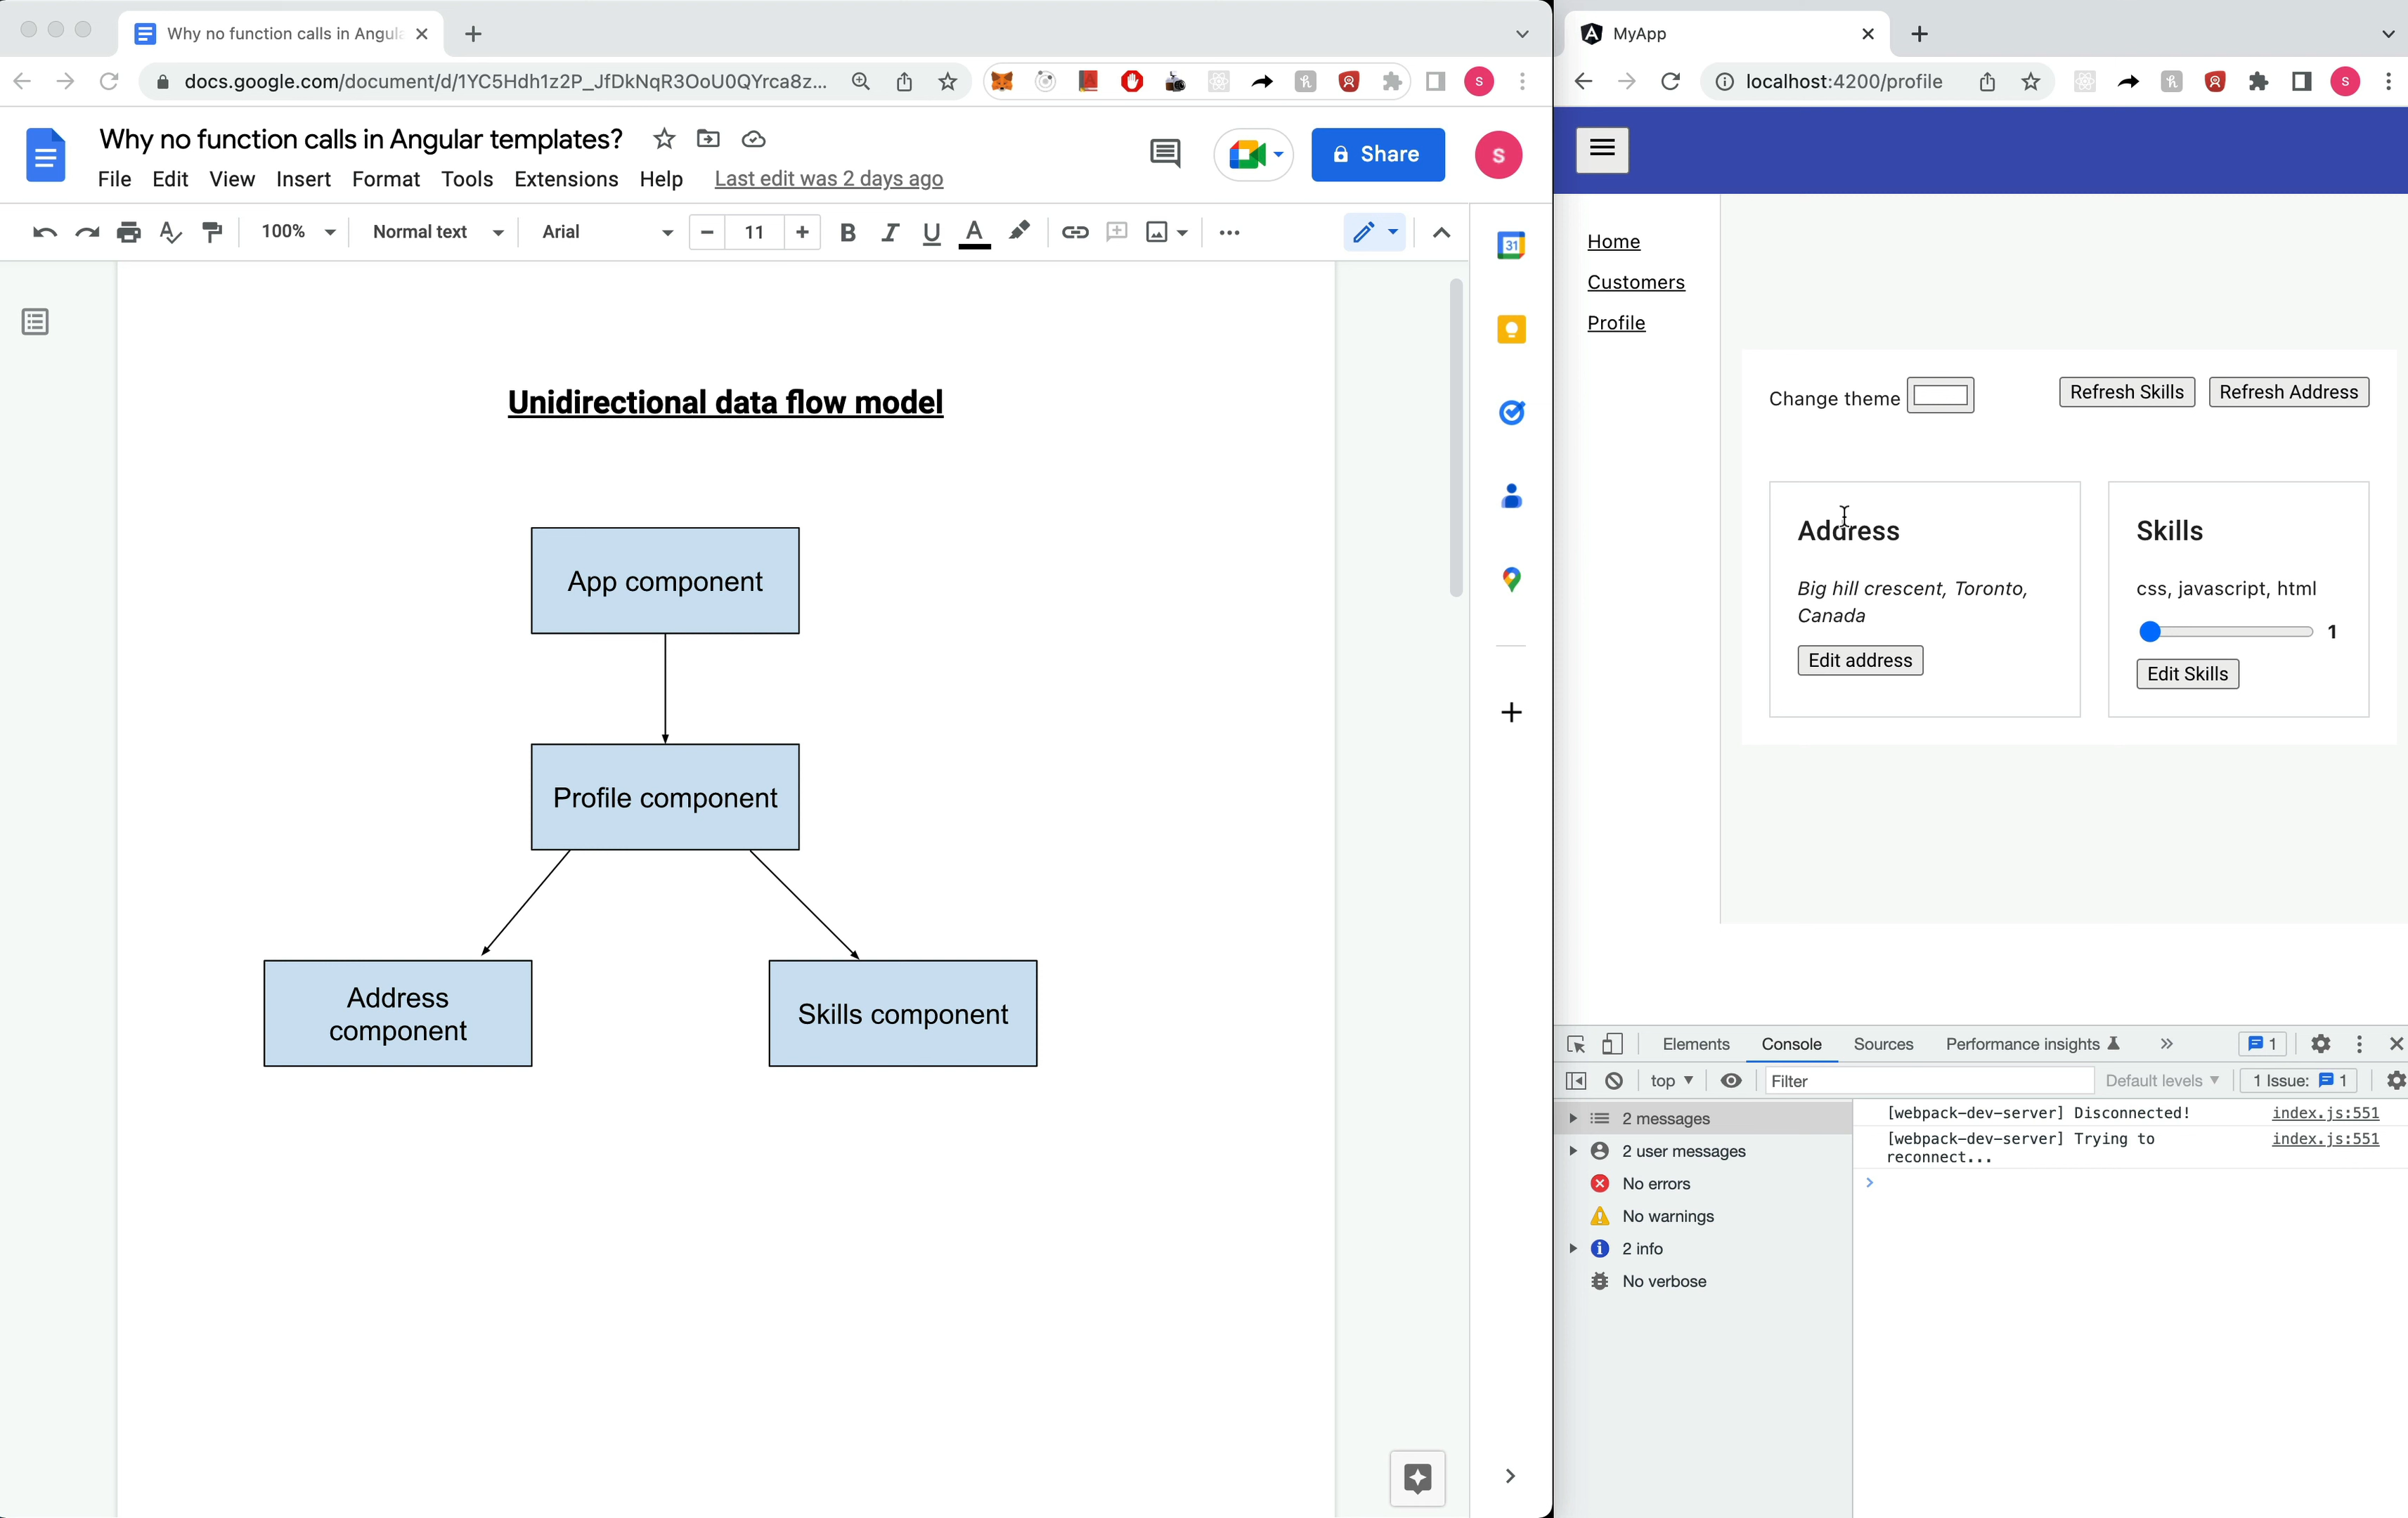 Why no function calls in Angula
docs.google.com/document/d/1YC5Hdh1z2P_JfDkNqR3OoU0QYrca8z...
S
Why no function calls in Angular templates?
Share
S
File Edit View Insert Format Tools Extensions Help Last edit was 2 days ago
100% Normal text Arial 11 B I U A
31
Unidirectional data flow model
App component
Profile component
Address
component
Skills component
MyApp
localhost:4200/profile
S
Home
Customers
Profile
Change theme
Refresh Skills
Refresh Address
Address
Big hill crescent, Toronto,
Canada
Edit address
Skills
css, javascript, html
1
Edit Skills
Elements Console Sources Performance insights 1
top Filter Default levels 1 Issue: 1
2 messages
2 user messages
No errors
No warnings
2 info
No verbose
[webpack-dev-server] Disconnected! index.js:551
[webpack-dev-server] Trying to index.js:551
reconnect...